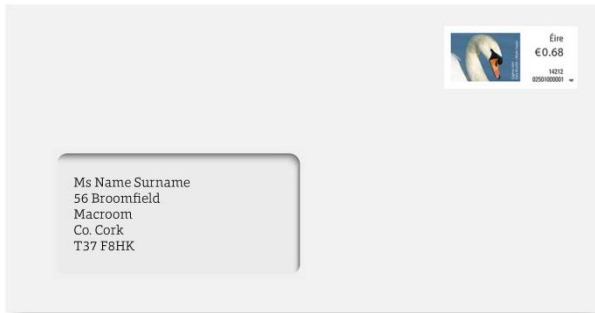 Éire
€0.68
14212
02501000001
Ms Name Surname
56 Broomfield
Macroom
Co. Cork
T37 F8HK